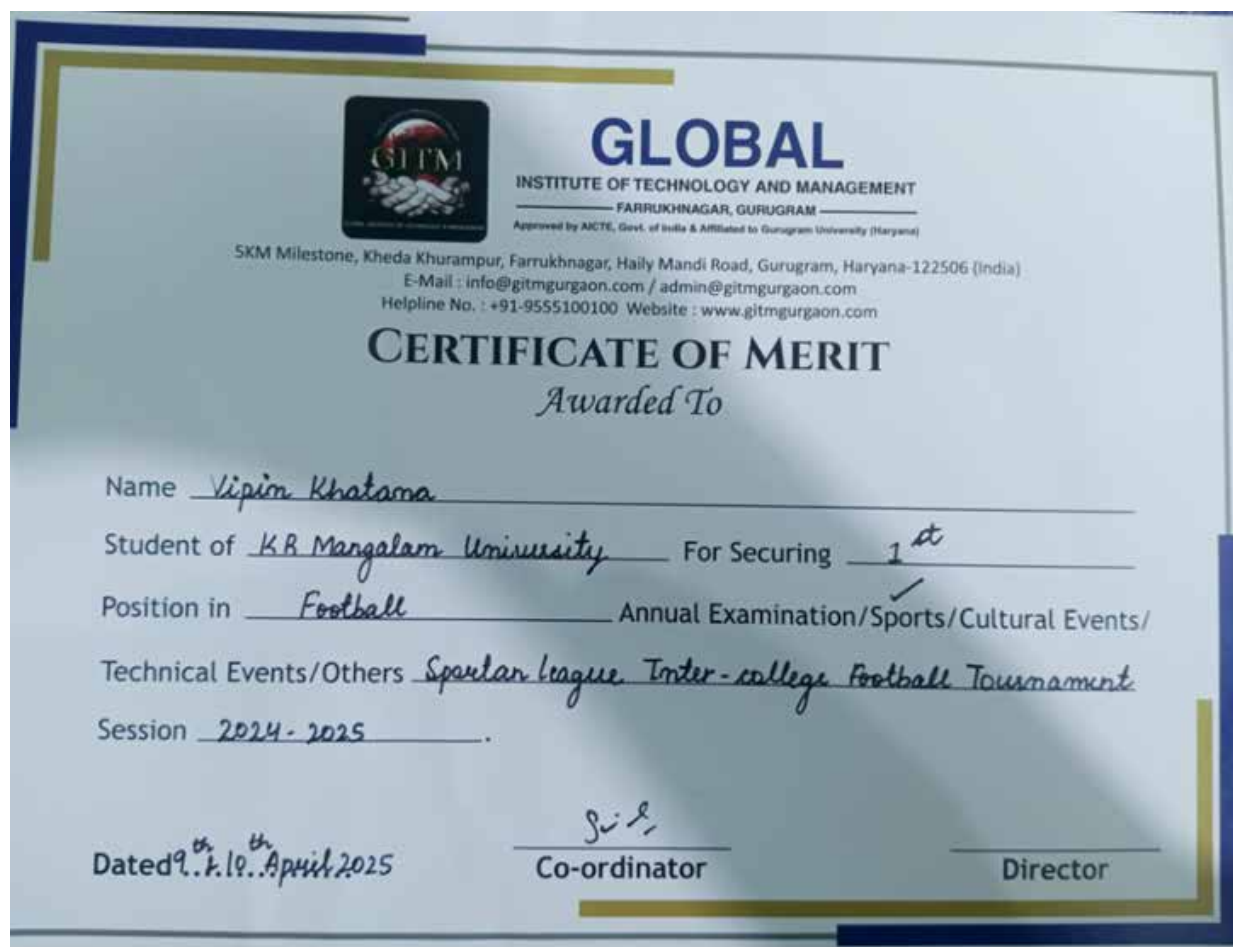 GITM
GLOBAL
INSTITUTE OF TECHNOLOGY AND MANAGEMENT
FARRUKHNAGAR, GURUGRAM
Approved by AICTE, Govt. of India & Affiliated to Gurugram University (Haryana)
5KM Milestone, Kheda Khurampur, Farrukhnagar, Haily Mandi Road, Gurugram, Haryana-122506 (India)
E-Mail : info@gitmgurgaon.com / admin@gitmgurgaon.com
Helpline No. : +91-9555100100 Website : www.gitmgurgaon.com
CERTIFICATE OF MERIT
Awarded To
Name Vipin Khatana
Student of KR Mangalam University For Securing 1st
Position in Football Annual Examination/Sports/Cultural Events/
Technical Events/Others Spartan League Inter-college Football Tournament
Session 2024-2025.
Dated 9th & 10th April 2025
Co-ordinator
Director